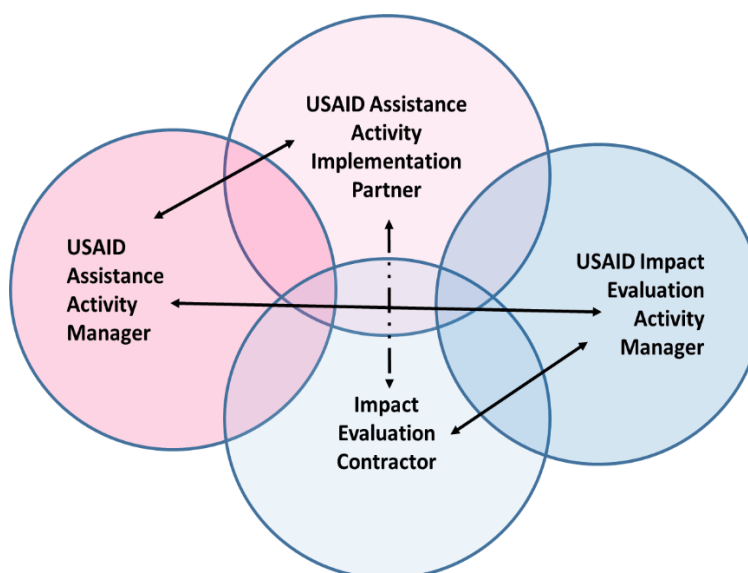 USAID Assistance
Activity
Implementation
Partner
USAID
Assistance
Activity
Manager
USAID Impact
Evaluation
Activity
Manager
Impact
Evaluation
Contractor